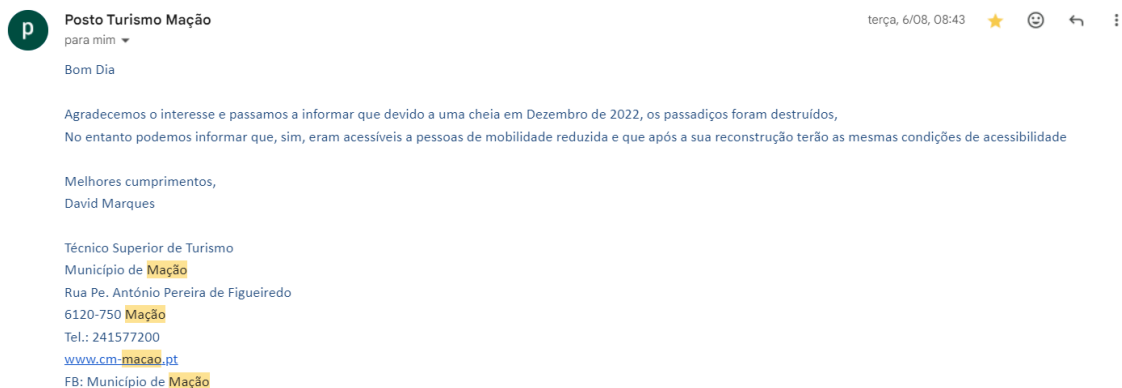 p
Posto Turismo Mação
terça, 6/08, 08:43
para mim
Bom Dia
Agradecemos o interesse e passamos a informar que devido a uma cheia em Dezembro de 2022, os passadiços foram destruídos,
No entanto podemos informar que, sim, eram acessíveis a pessoas de mobilidade reduzida e que após a sua reconstrução terão as mesmas condições de acessibilidade
Melhores cumprimentos,
David Marques
Técnico Superior de Turismo
Município de Mação
Rua Pe. António Pereira de Figueiredo
6120-750 Mação
Tel.: 241577200
www.cm-macao.pt
FB: Município de Mação